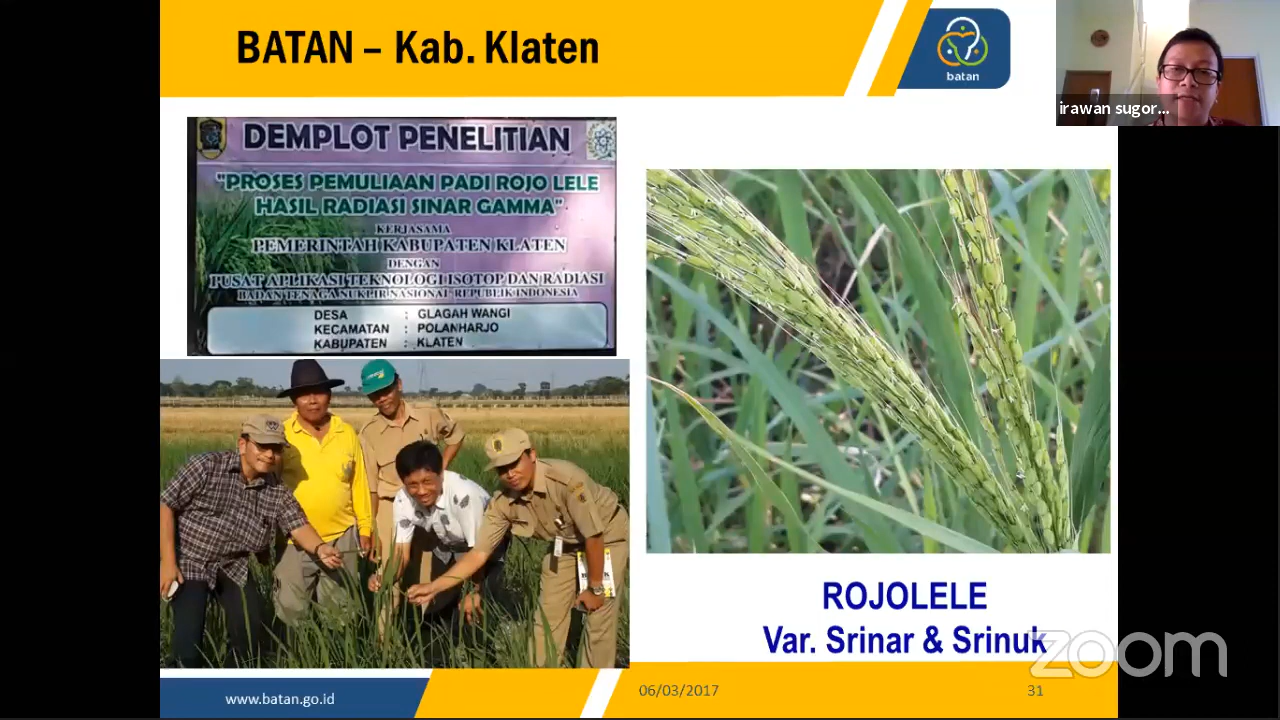 BATAN – Kab. Klaten
batan
irawan sugor...
DEMPLOT PENELITIAN
"PROSES PEMULIAAN PADI ROJO LELE
HASIL RADIASI SINAR GAMMA"
KERJASAMA
PEMERINTAH KABUPATEN KLATEN
DENGAN
PUSAT APLIKASI TEKNOLOGI ISOTOP DAN RADIASI
BADAN TENAGA NUKLIR NASIONAL REPUBLIK INDONESIA
DESA : GLAGAH WANGI
KECAMATAN : POLANHARJO
KABUPATEN : KLATEN
ROJOLELE
Var. Srinar & Srinuk
zoom
www.batan.go.id
06/03/2017
31